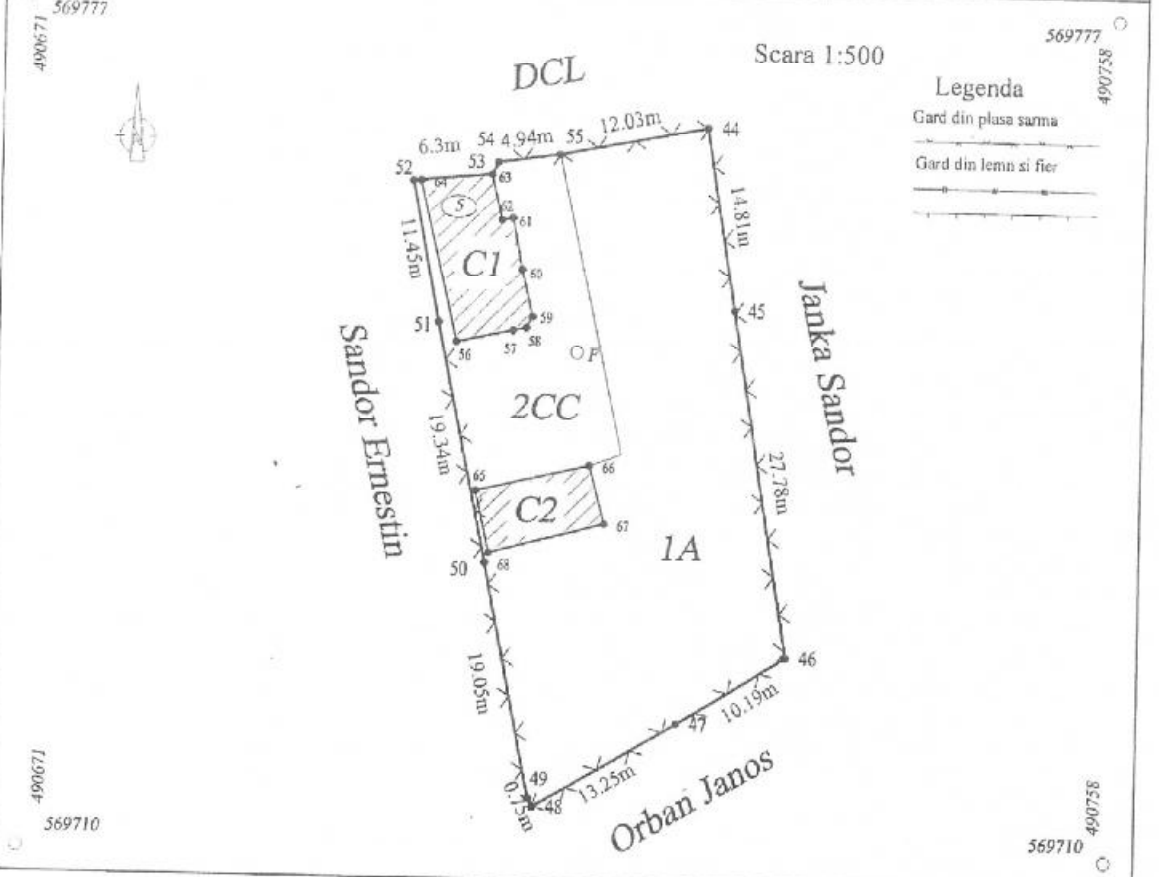 569777
490671
569777
490758
Scara 1:500
Legenda
Gard din plasa sarma
Gard din lemn si fier
DCL
12.03m
44
54
4.94m
55
6.3m
53
52
64
63
S
62
61
11.45m
C1
14.81m
60
59
45
51
58
57
56
F
Janka Sandor
Sandor Ernestin
2CC
19.34m
66
65
27.78m
C2
67
1A
50
68
19.05m
46
10.19m
47
49
0.75m
48
13.25m
Orban Janos
490671
569710
490758
569710